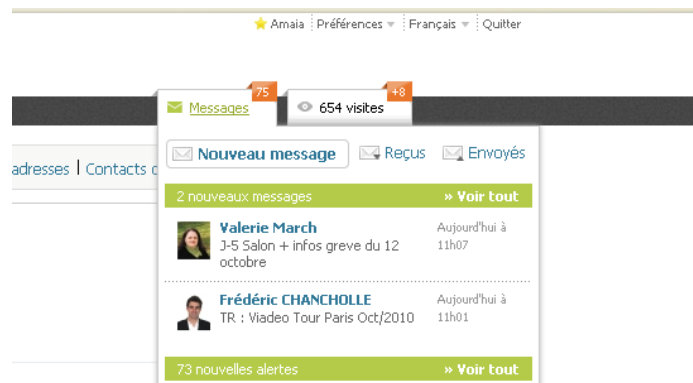 Amaia Préférences Français Quitter
75 +8
Messages 654 visites
Nouveau message Reçus Envoyés
adresses | Contacts
2 nouveaux messages » Voir tout
Valerie March Aujourd'hui à
J-5 Salon + infos greve du 12 11h07
octobre
Frédéric CHANCHOLLE Aujourd'hui à
TR : Viadeo Tour Paris Oct/2010 11h01
73 nouvelles alertes » Voir tout